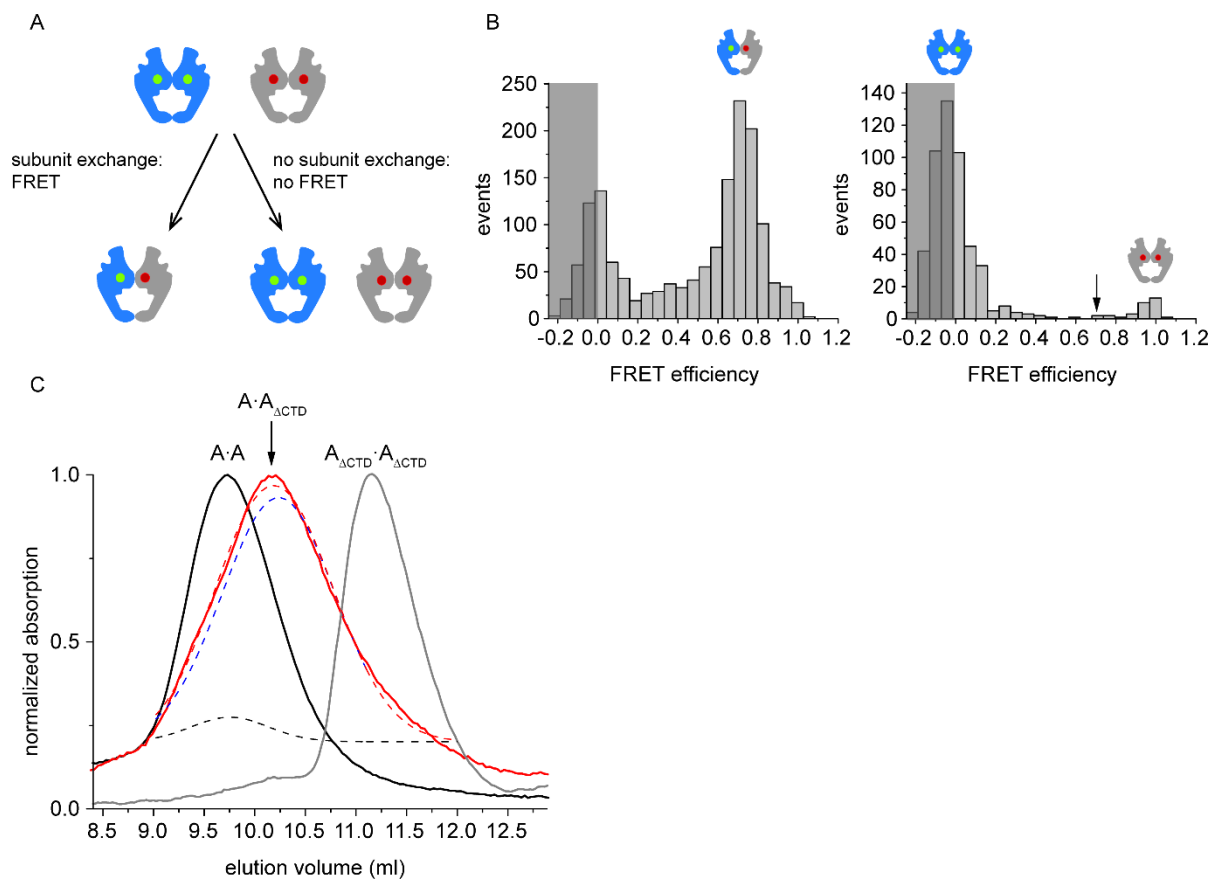 A
subunit exchange:
FRET
no subunit exchange:
no FRET
B
250
200
150
100
50
0
events
-0.2 0.0 0.2 0.4 0.6 0.8 1.0 1.2
FRET efficiency
140
120
100
80
60
40
20
0
events
-0.2 0.0 0.2 0.4 0.6 0.8 1.0 1.2
FRET efficiency
C
A·A_ΔCTD
A·A
A_ΔCTD·A_ΔCTD
1.0
0.5
0.0
normalized absorption
8.5 9.0 9.5 10.0 10.5 11.0 11.5 12.0 12.5
elution volume (ml)